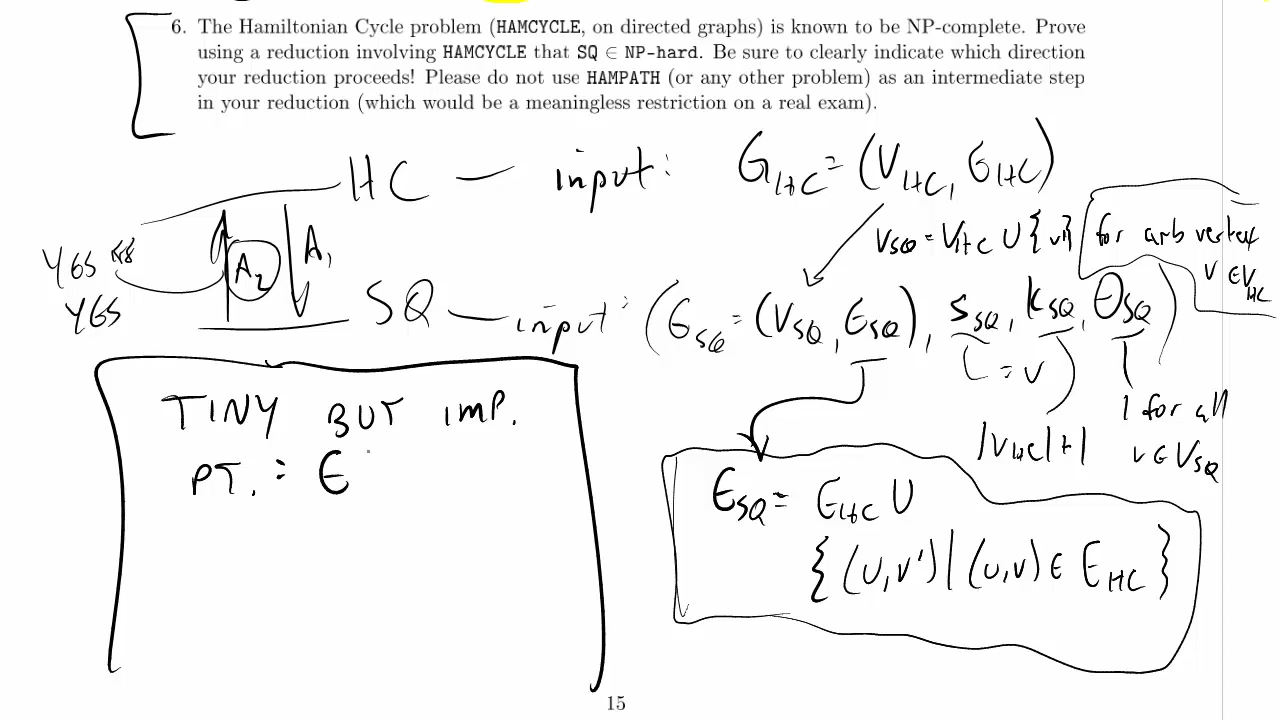 6. The Hamiltonian Cycle problem (HAMCYCLE, on directed graphs) is known to be NP-complete. Prove
using a reduction involving HAMCYCLE that SQ ∈ NP-hard. Be sure to clearly indicate which direction
your reduction proceeds! Please do not use HAMPATH (or any other problem) as an intermediate step
in your reduction (which would be a meaningless restriction on a real exam).
HC — input: G_HC = (V_HC, E_HC)
V_SQ = V_HC ∪ {v'} for arb vertex
v ∈ V_HC
A_2 A_1
YES
YES
SQ — input: (G_SQ = (V_SQ, E_SQ), s_SQ, k_SQ, θ_SQ)
= v
|V_HC|+1
1 for all
v ∈ V_SQ
TINY BUT IMP.
PT. : E
E_SQ = E_HC ∪
{(u,v') | (u,v) ∈ E_HC}
15